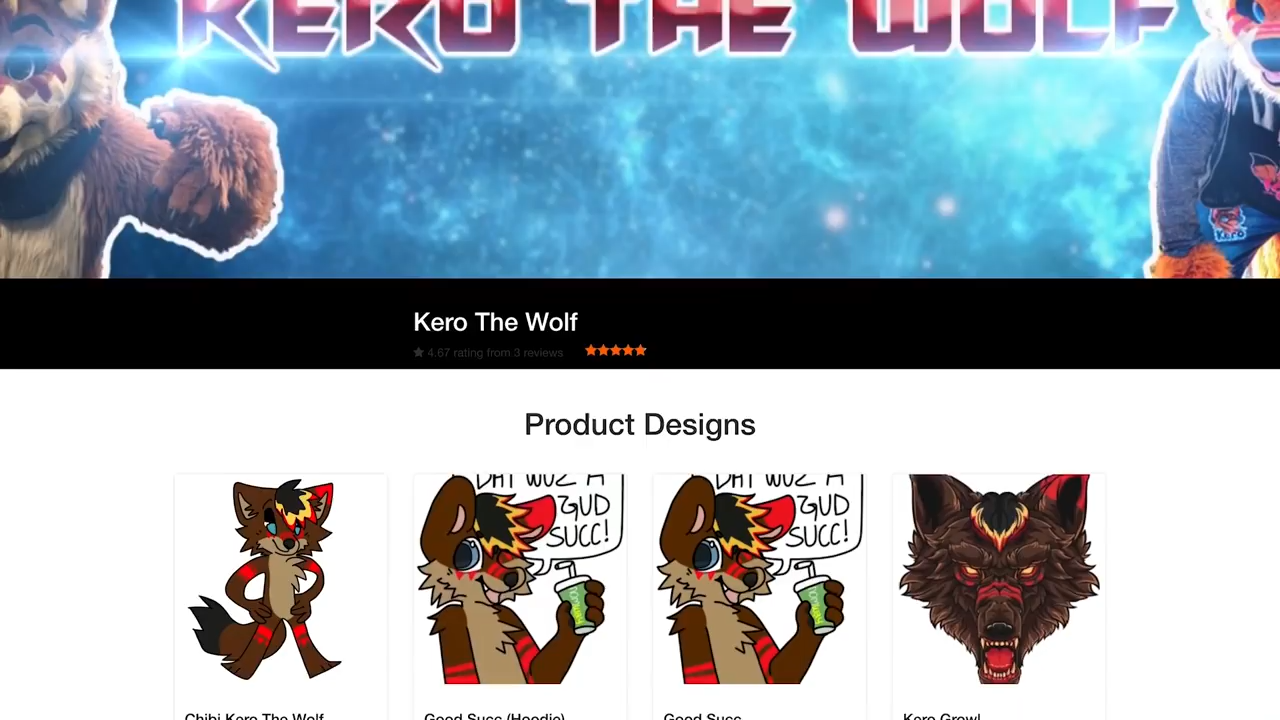 KERO THE WOLF
Kero
Kero The Wolf
4.67 rating from 3 reviews
Product Designs
DAT WUZ A
GUD
SUCC!
DAT WUZ A
GUD
SUCC!
Chibi Kero The Wolf
Good Succ (Hoodie)
Good Succ
Kero Growl